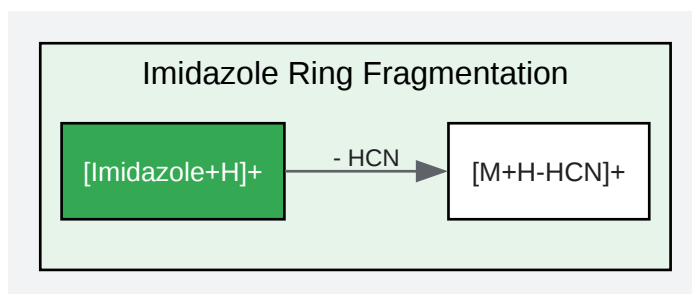 Imidazole Ring Fragmentation
[Imidazole+H]+
- HCN
[M+H-HCN]+